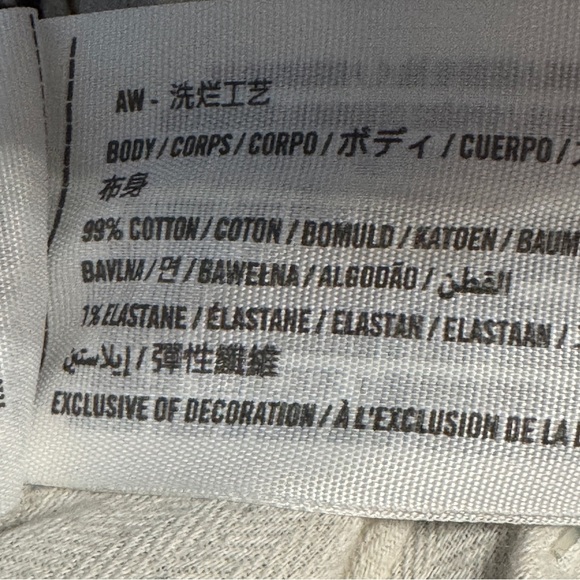 AW - 洗烂工艺
BODY / CORPS / CORPO / ボディ / CUERPO /
布身
99% COTTON / COTON / BOMULD / KATOEN / BAUM
BAVLNA / 면 / BAWEŁNA / ALGODÃO / القطن
1% ELASTANE / ÉLASTANE / ELASTAN / ELASTAAN /
إيلاستين / 彈性纖維
EXCLUSIVE OF DECORATION / À L'EXCLUSION DE LA